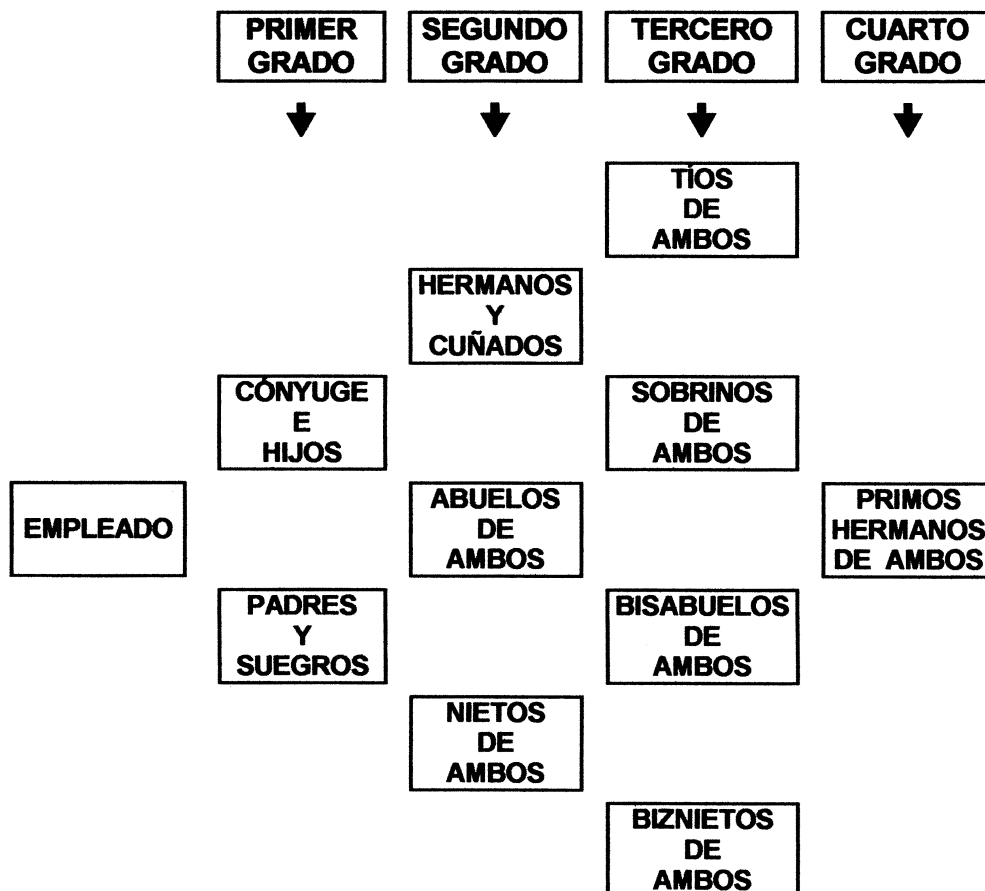 PRIMER
GRADO
SEGUNDO
GRADO
TERCERO
GRADO
CUARTO
GRADO
TÍOS
DE
AMBOS
HERMANOS
Y
CUÑADOS
CÓNYUGE
E
HIJOS
SOBRINOS
DE
AMBOS
EMPLEADO
ABUELOS
DE
AMBOS
PRIMOS
HERMANOS
DE AMBOS
PADRES
Y
SUEGROS
BISABUELOS
DE
AMBOS
NIETOS
DE
AMBOS
BIZNIETOS
DE
AMBOS